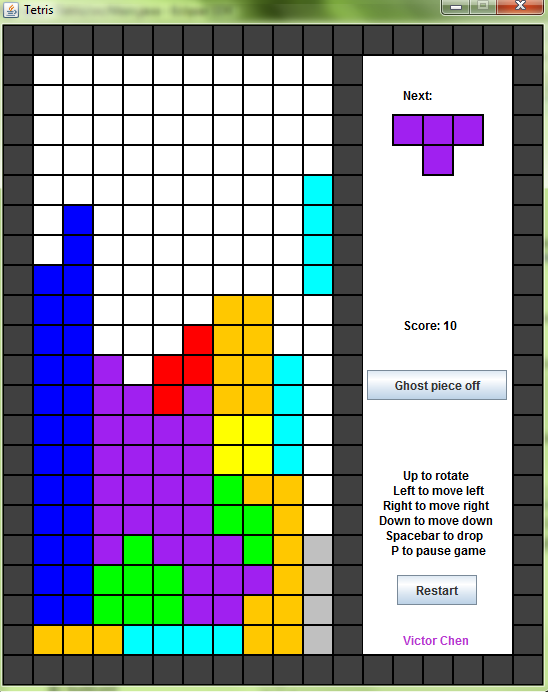 Tetris
Next:
Score: 10
Ghost piece off
Up to rotate
Left to move left
Right to move right
Down to move down
Spacebar to drop
P to pause game
Restart
Victor Chen